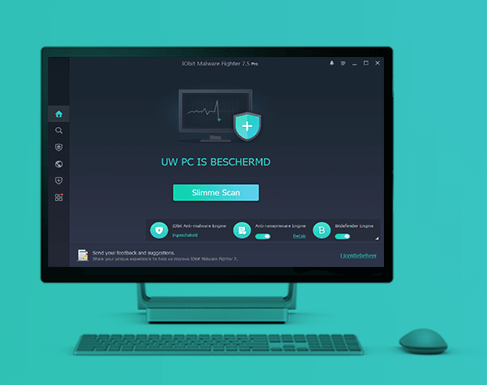 IObit Malware Fighter 7.5 Pro
UW PC IS BESCHERMD
Slimme Scan
IObit Anti-malware Engine
Ingeschakeld
Anti-ransomware Engine
Details
Bitdefender Engine
Send your feedback and suggestions.
Share your unique experience to help us improve IObit Malware Fighter 7.